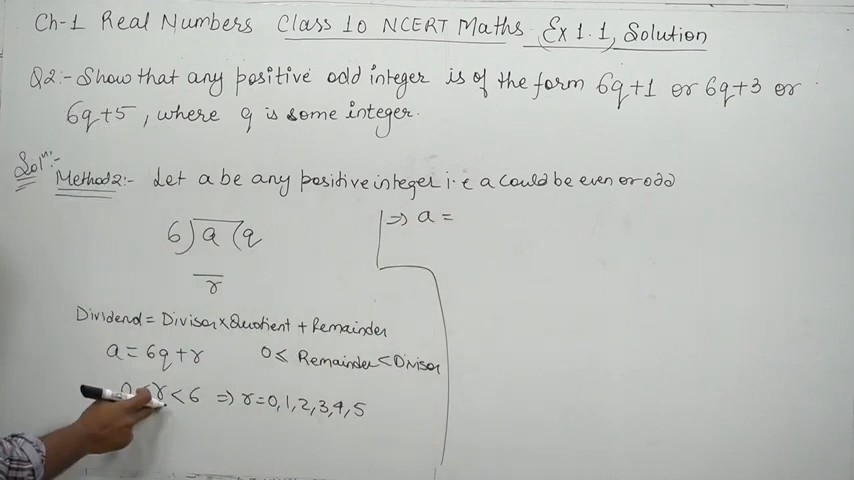 Ch-1 Real Numbers Class 10 NCERT Maths Ex 1.1, Solution
Q2:- Show that any positive odd integer is of the form 6q+1 or 6q+3 or
6q+5, where q is some integer.
Soln:-
Method2:- Let a be any positive integer i.e a could be even or odd
6)a(q
r
Dividend = Divisor×Quotient + Remainder
a = 6q+r 0≤ Remainder < Divisor
r < 6 ⇒ r=0,1,2,3,4,5
⇒ a =